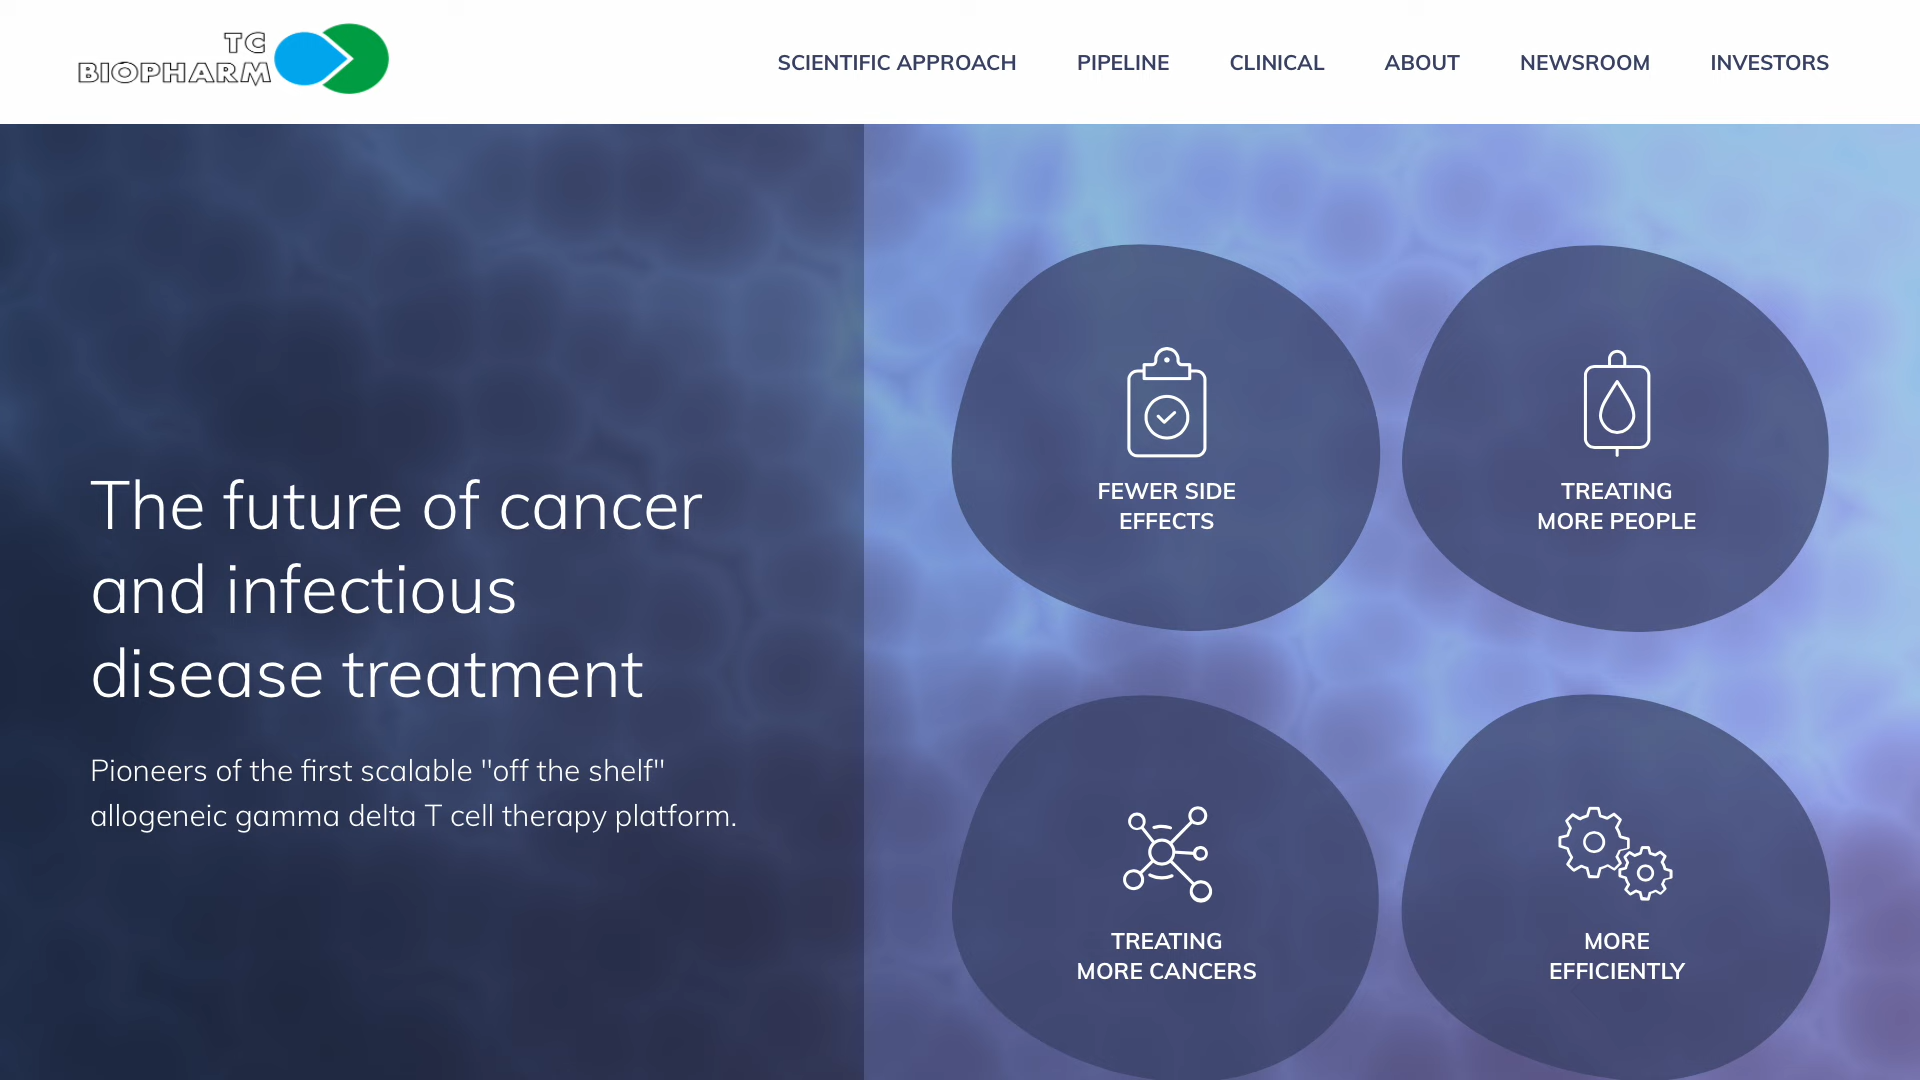 TC
BIOPHARM
SCIENTIFIC APPROACH
PIPELINE
CLINICAL
ABOUT
NEWSROOM
INVESTORS
The future of cancer
and infectious
disease treatment
Pioneers of the first scalable "off the shelf"
allogeneic gamma delta T cell therapy platform.
FEWER SIDE
EFFECTS
TREATING
MORE PEOPLE
TREATING
MORE CANCERS
MORE
EFFICIENTLY